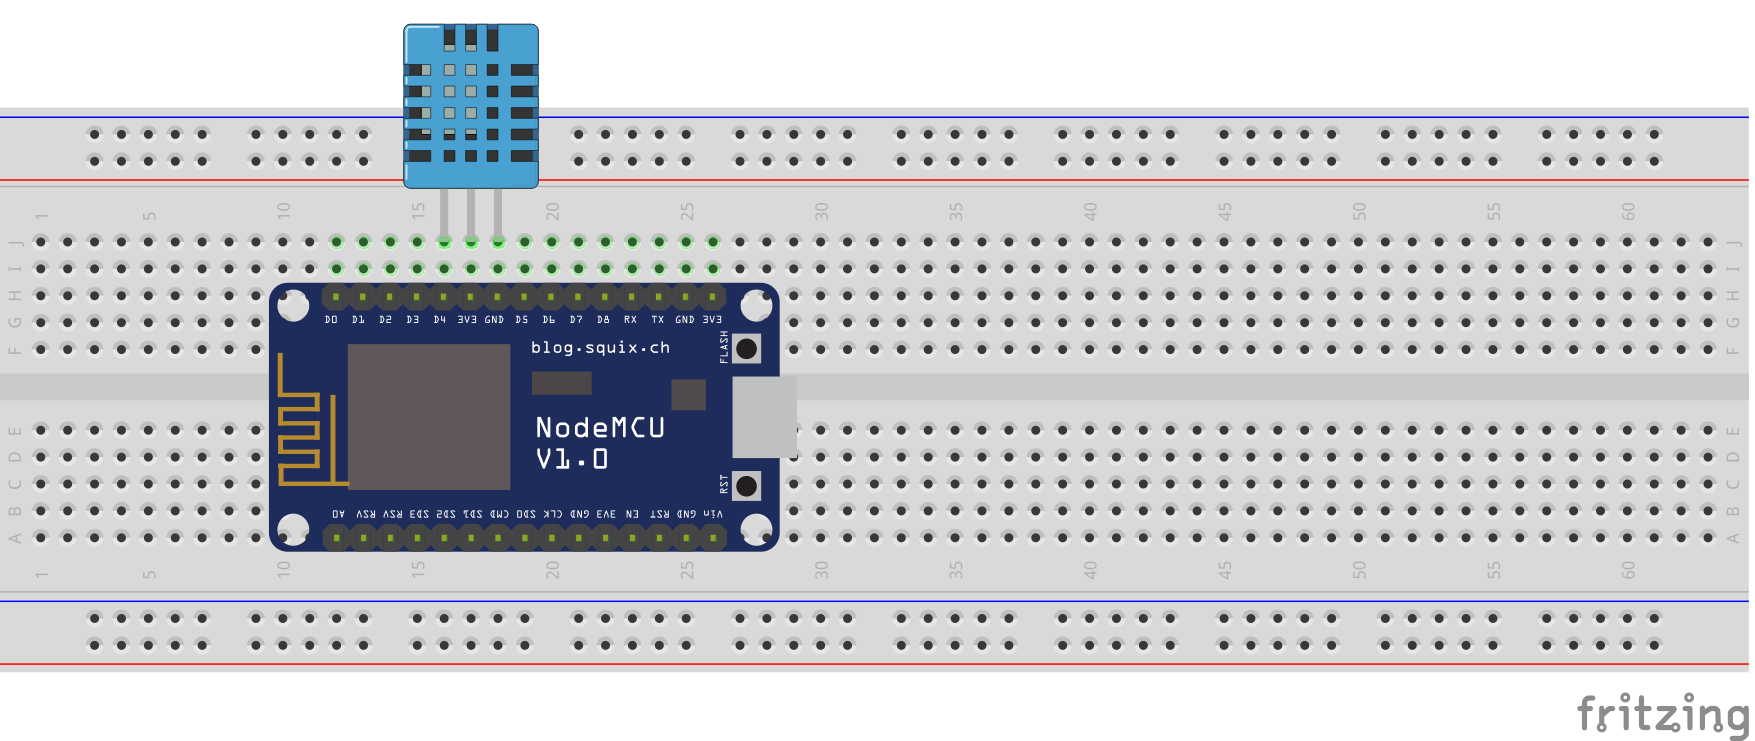 1 5 10 15 20 25 30 35 40 45 50 55 60
J J
I I
H H
G G
F F
D0 D1 D2 D3 D4 3V3 GND D5 D6 D7 D8 RX TX GND 3V3
blog.squix.ch
FLASH
NodeMCU
V1.0
RST
E E
D D
C C
B B
A A
A0 RSV RSV SD3 SD2 SD1 CMD SD0 CLK GND 3V3 EN RST GND Vin
1 5 10 15 20 25 30 35 40 45 50 55 60
fritzing